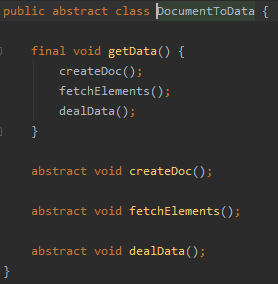 public abstract class DocumentToData {
final void getData() {
createDoc();
fetchElements();
dealData();
}
abstract void createDoc();
abstract void fetchElements();
abstract void dealData();
}